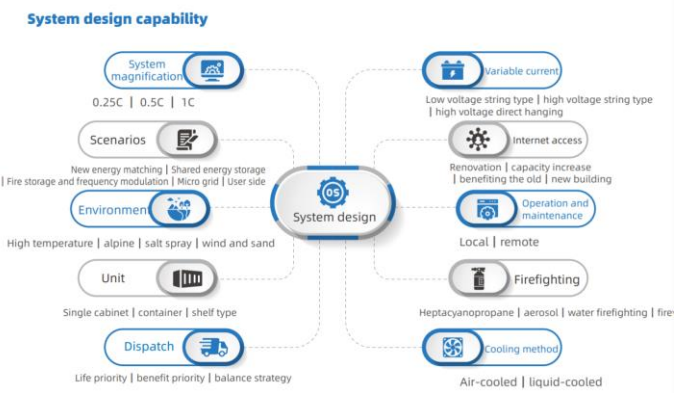 System design capability
System
magnification
0.25C | 0.5C | 1C
Scenarios
New energy matching | Shared energy storage
| Fire storage and frequency modulation | Micro grid | User side
Environment
High temperature | alpine | salt spray | wind and sand
Unit
Single cabinet | container | shelf type
Dispatch
Life priority | benefit priority | balance strategy
System design
Variable current
Low voltage string type | high voltage string type
| high voltage direct hanging
Internet access
Renovation | capacity increase
| benefiting the old | new building
Operation and
maintenance
Local | remote
Firefighting
Heptacyanopropane | aerosol | water firefighting |
Cooling method
Air-cooled | liquid-cooled